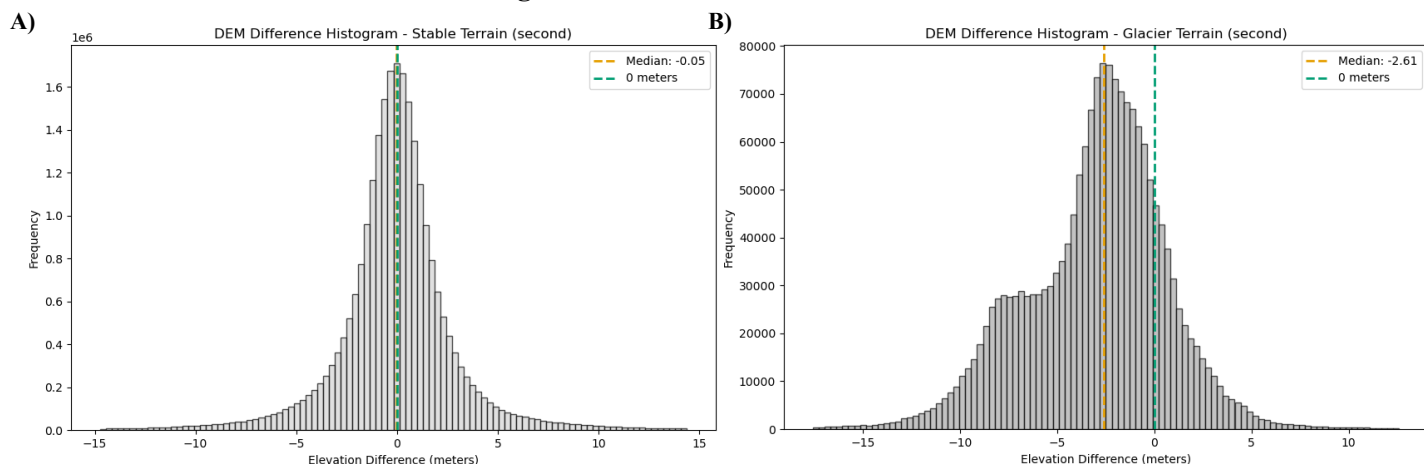 A)
DEM Difference Histogram - Stable Terrain (second)
1e6
Median: -0.05
0 meters
1.6
1.4
1.2
1.0
0.8
0.6
0.4
0.2
0.0
Frequency
−15
−10
−5
0
5
10
15
Elevation Difference (meters)
B)
DEM Difference Histogram - Glacier Terrain (second)
Median: -2.61
0 meters
80000
70000
60000
50000
40000
30000
20000
10000
0
Frequency
−15
−10
−5
0
5
10
Elevation Difference (meters)